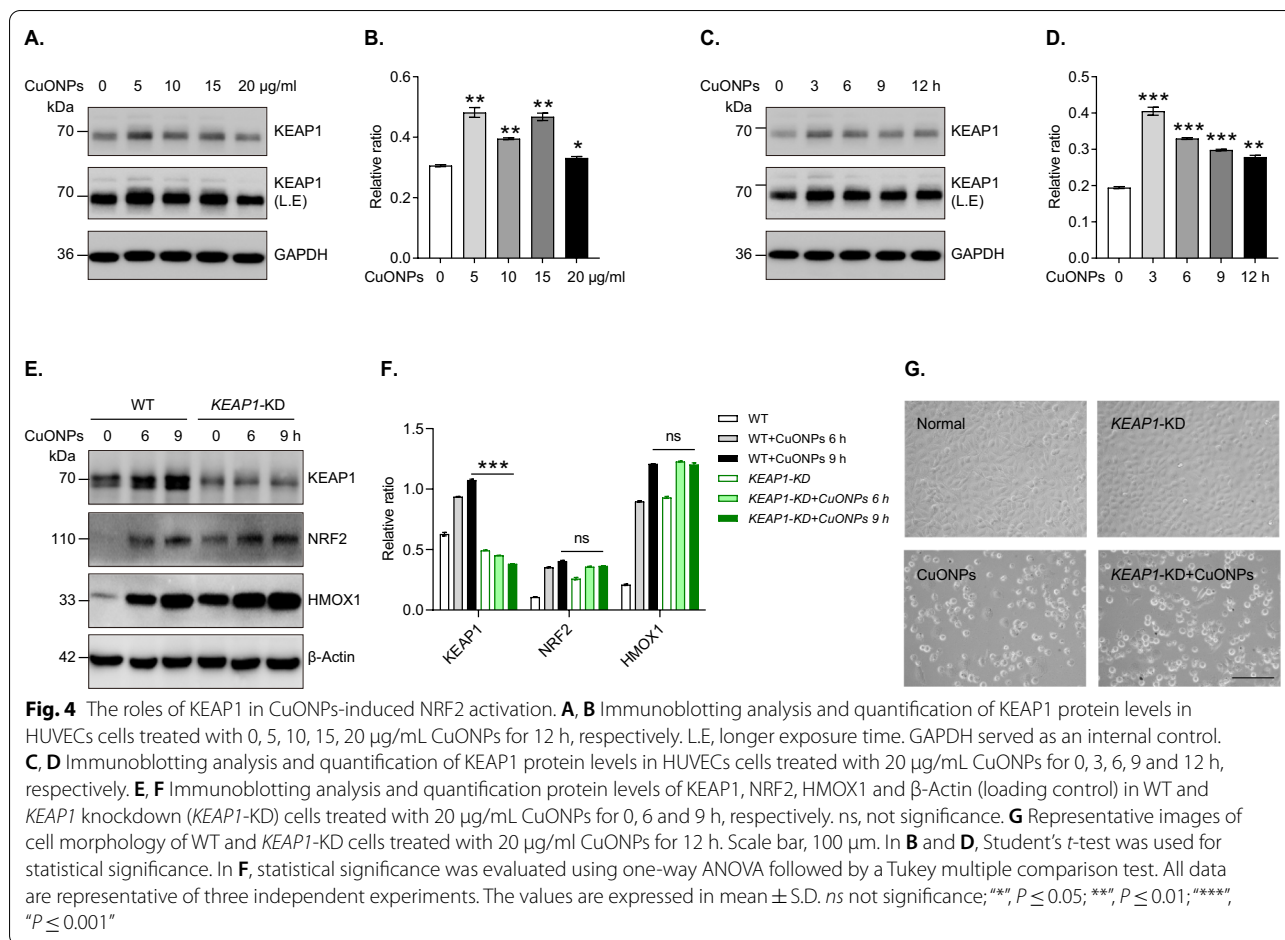 A.
CuONPs 0 5 10 15 20 µg/ml
kDa
70 KEAP1
70 KEAP1
(L.E)
36 GAPDH
B.
Relative ratio
0.6
0.4
0.2
0.0
** ** ** *
CuONPs 0 5 10 15 20 µg/ml
C.
CuONPs 0 3 6 9 12 h
kDa
70 KEAP1
70 KEAP1
(L.E)
36 GAPDH
D.
Relative ratio
0.5
0.4
0.3
0.2
0.1
0.0
*** *** *** **
CuONPs 0 3 6 9 12 h
E.
WT KEAP1-KD
CuONPs 0 6 9 0 6 9 h
kDa
70 KEAP1
110 NRF2
33 HMOX1
42 β-Actin
F.
Relative ratio
1.5
1.0
0.5
0.0
*** ns ns
KEAP1 NRF2 HMOX1
WT
WT+CuONPs 6 h
WT+CuONPs 9 h
KEAP1-KD
KEAP1-KD+CuONPs 6 h
KEAP1-KD+CuONPs 9 h
G.
Normal KEAP1-KD
CuONPs KEAP1-KD+CuONPs
Fig. 4 The roles of KEAP1 in CuONPs-induced NRF2 activation. A, B Immunoblotting analysis and quantification of KEAP1 protein levels in
HUVECs cells treated with 0, 5, 10, 15, 20 µg/mL CuONPs for 12 h, respectively. L.E, longer exposure time. GAPDH served as an internal control.
C, D Immunoblotting analysis and quantification of KEAP1 protein levels in HUVECs cells treated with 20 µg/mL CuONPs for 0, 3, 6, 9 and 12 h,
respectively. E, F Immunoblotting analysis and quantification protein levels of KEAP1, NRF2, HMOX1 and β-Actin (loading control) in WT and
KEAP1 knockdown (KEAP1-KD) cells treated with 20 µg/mL CuONPs for 0, 6 and 9 h, respectively. ns, not significance. G Representative images of
cell morphology of WT and KEAP1-KD cells treated with 20 µg/ml CuONPs for 12 h. Scale bar, 100 µm. In B and D, Student’s t-test was used for
statistical significance. In F, statistical significance was evaluated using one-way ANOVA followed by a Tukey multiple comparison test. All data
are representative of three independent experiments. The values are expressed in mean ± S.D. ns not significance; “*”, P ≤ 0.05; **”, P ≤ 0.01; “***”,
“P ≤ 0.001”